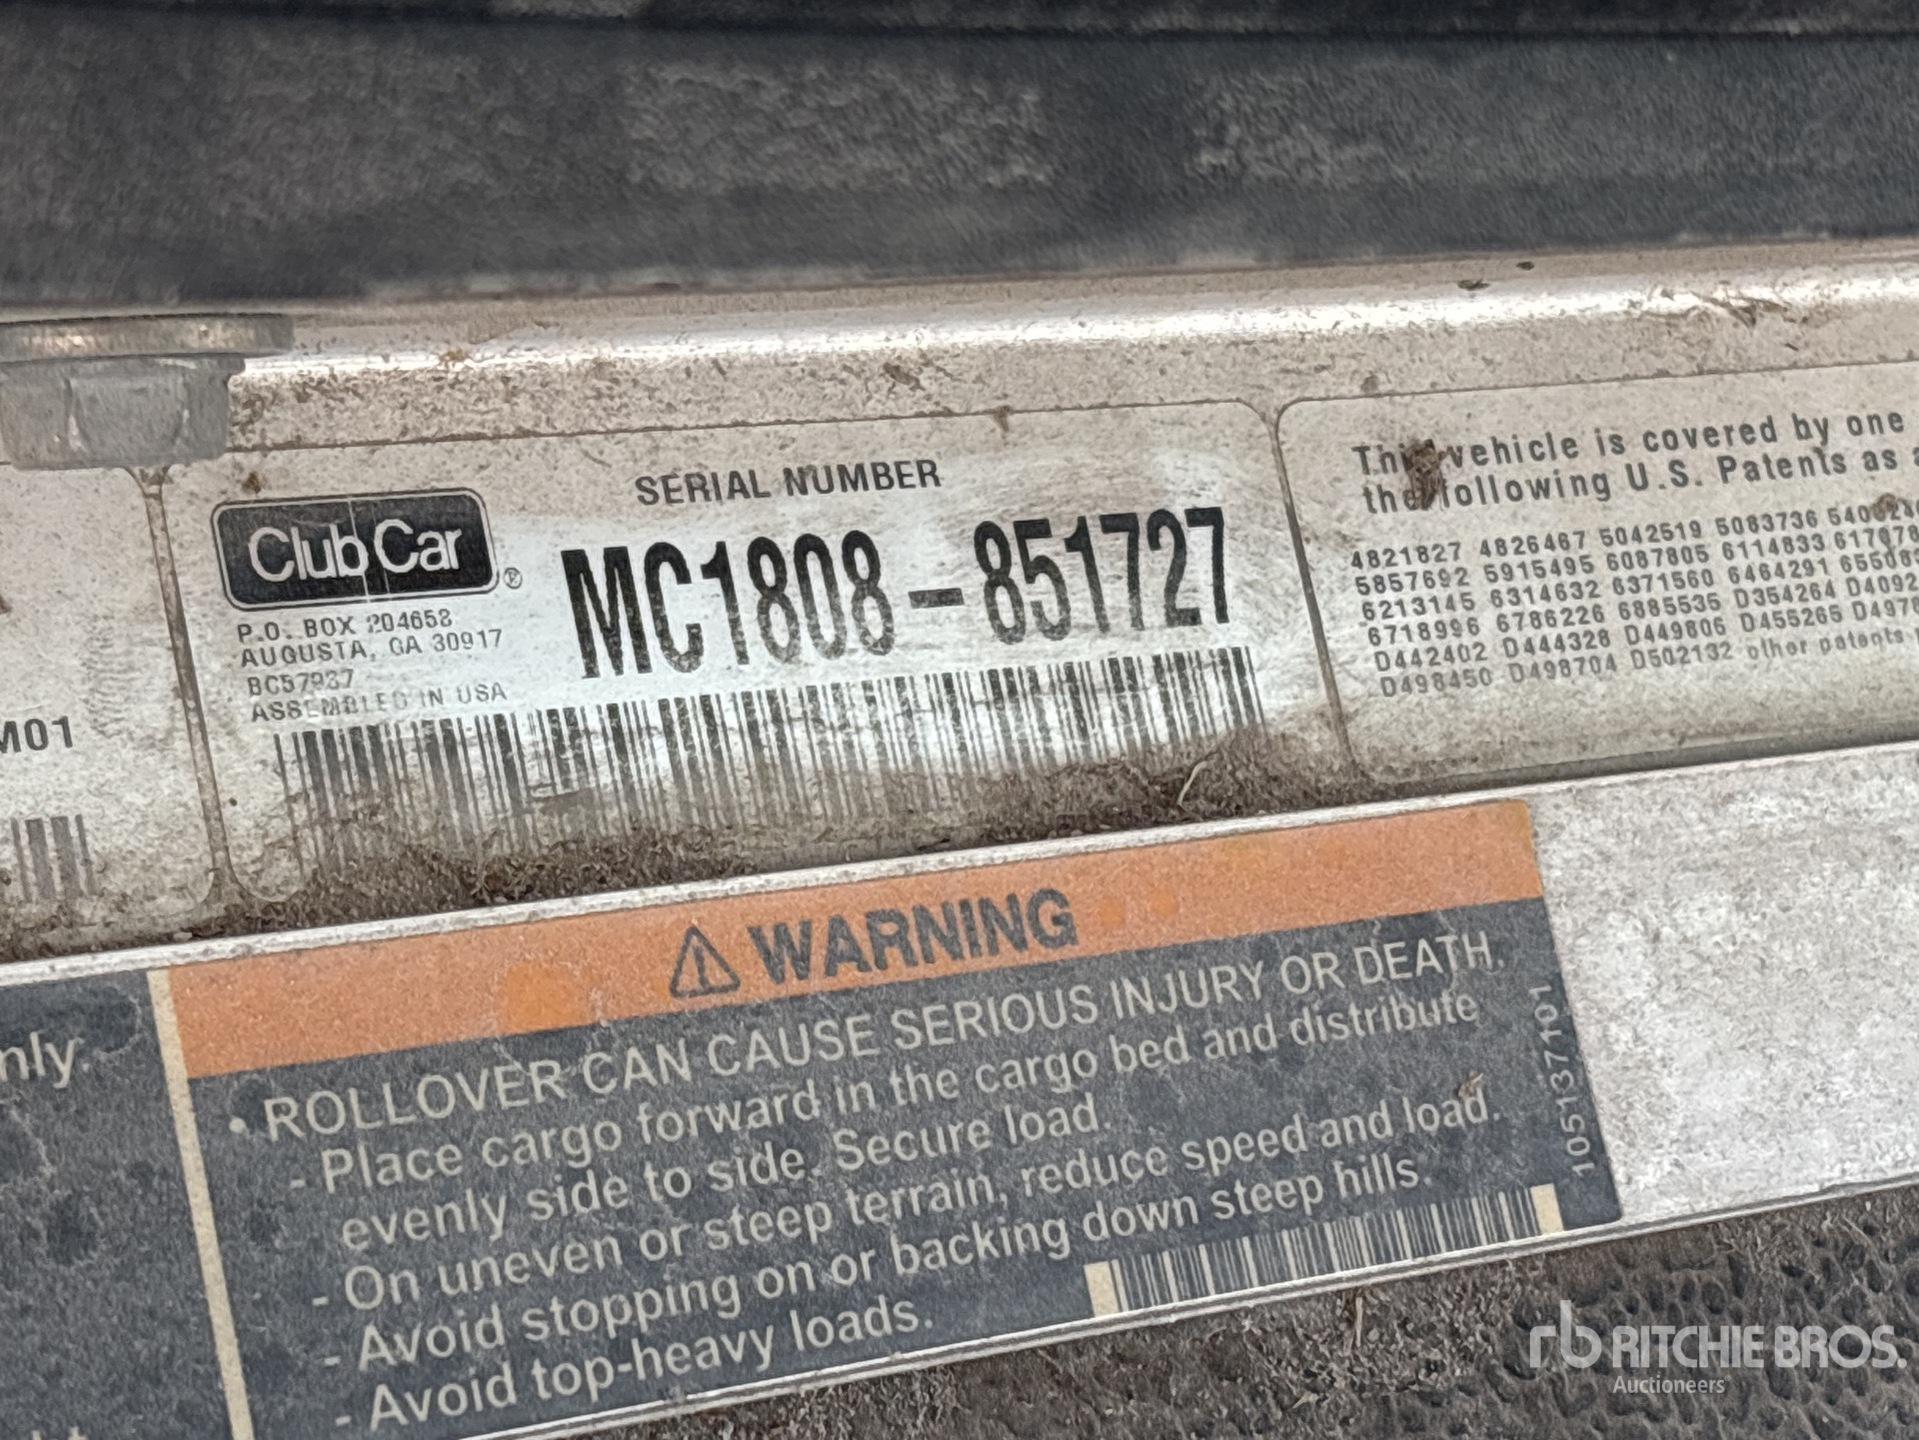 M01
Club Car
®
P.O. BOX 204658
AUGUSTA, GA 30917
ASSEMBLED IN USA
SERIAL NUMBER
MC1808-851727
This vehicle is covered by one
the following U.S. Patents as
4821827 4826467 5042519 5083736
5857692 5915495 6087805 6114833
6213145 6314632 6371560 6464291
6718996 6786226 6885535 D354264
D442402 D444328 D449806 D455265
D498450 D498704 D502132 other patents
nly.
WARNING
• ROLLOVER CAN CAUSE SERIOUS INJURY OR DEATH.
- Place cargo forward in the cargo bed and distribute
evenly side to side. Secure load.
- On uneven or steep terrain, reduce speed and load.
- Avoid stopping on or backing down steep hills.
- Avoid top-heavy loads.
105137101
rb RITCHIE BROS.
Auctioneers